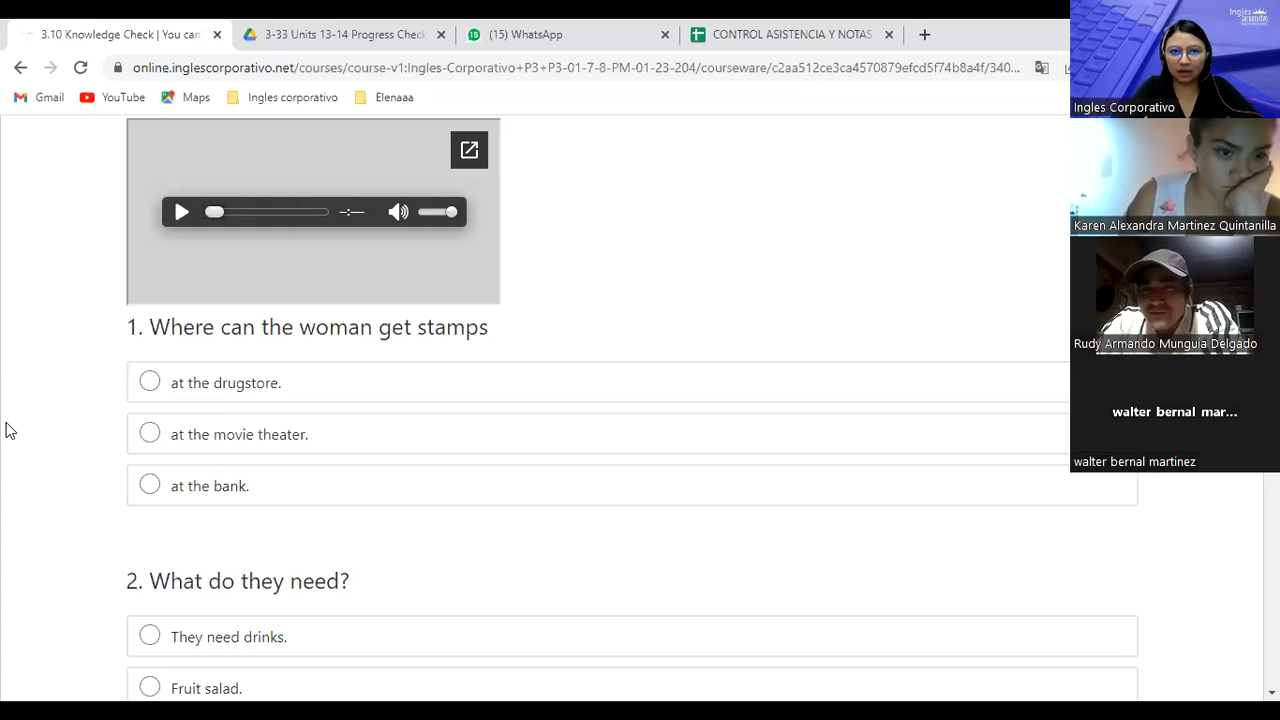 3.10 Knowledge Check | You can
3-33 Units 13-14 Progress Chec
(15) WhatsA
CONTROL ASISTENCIA Y NOTAS
online.inglescorporativo.net/courses/course-v1:Ingles-Corporativo+P3+P3-01-7-8-PM-01-23-204/courseware/c2aa512ce3ca4570879efcd5f74b8a4f/340...
Gmail
YouTube
Maps
Ingles corporativo
Elenaaa
-:--
1. Where can the woman get stamps
at the drugstore.
at the movie theater.
at the bank.
2. What do they need?
They need drinks.
Fruit salad.
Ingles
Ingles Corporativo
Karen Alexandra Martinez Quintanilla
Rudy Armando Munguia Delgado
walter bernal mar...
walter bernal martinez